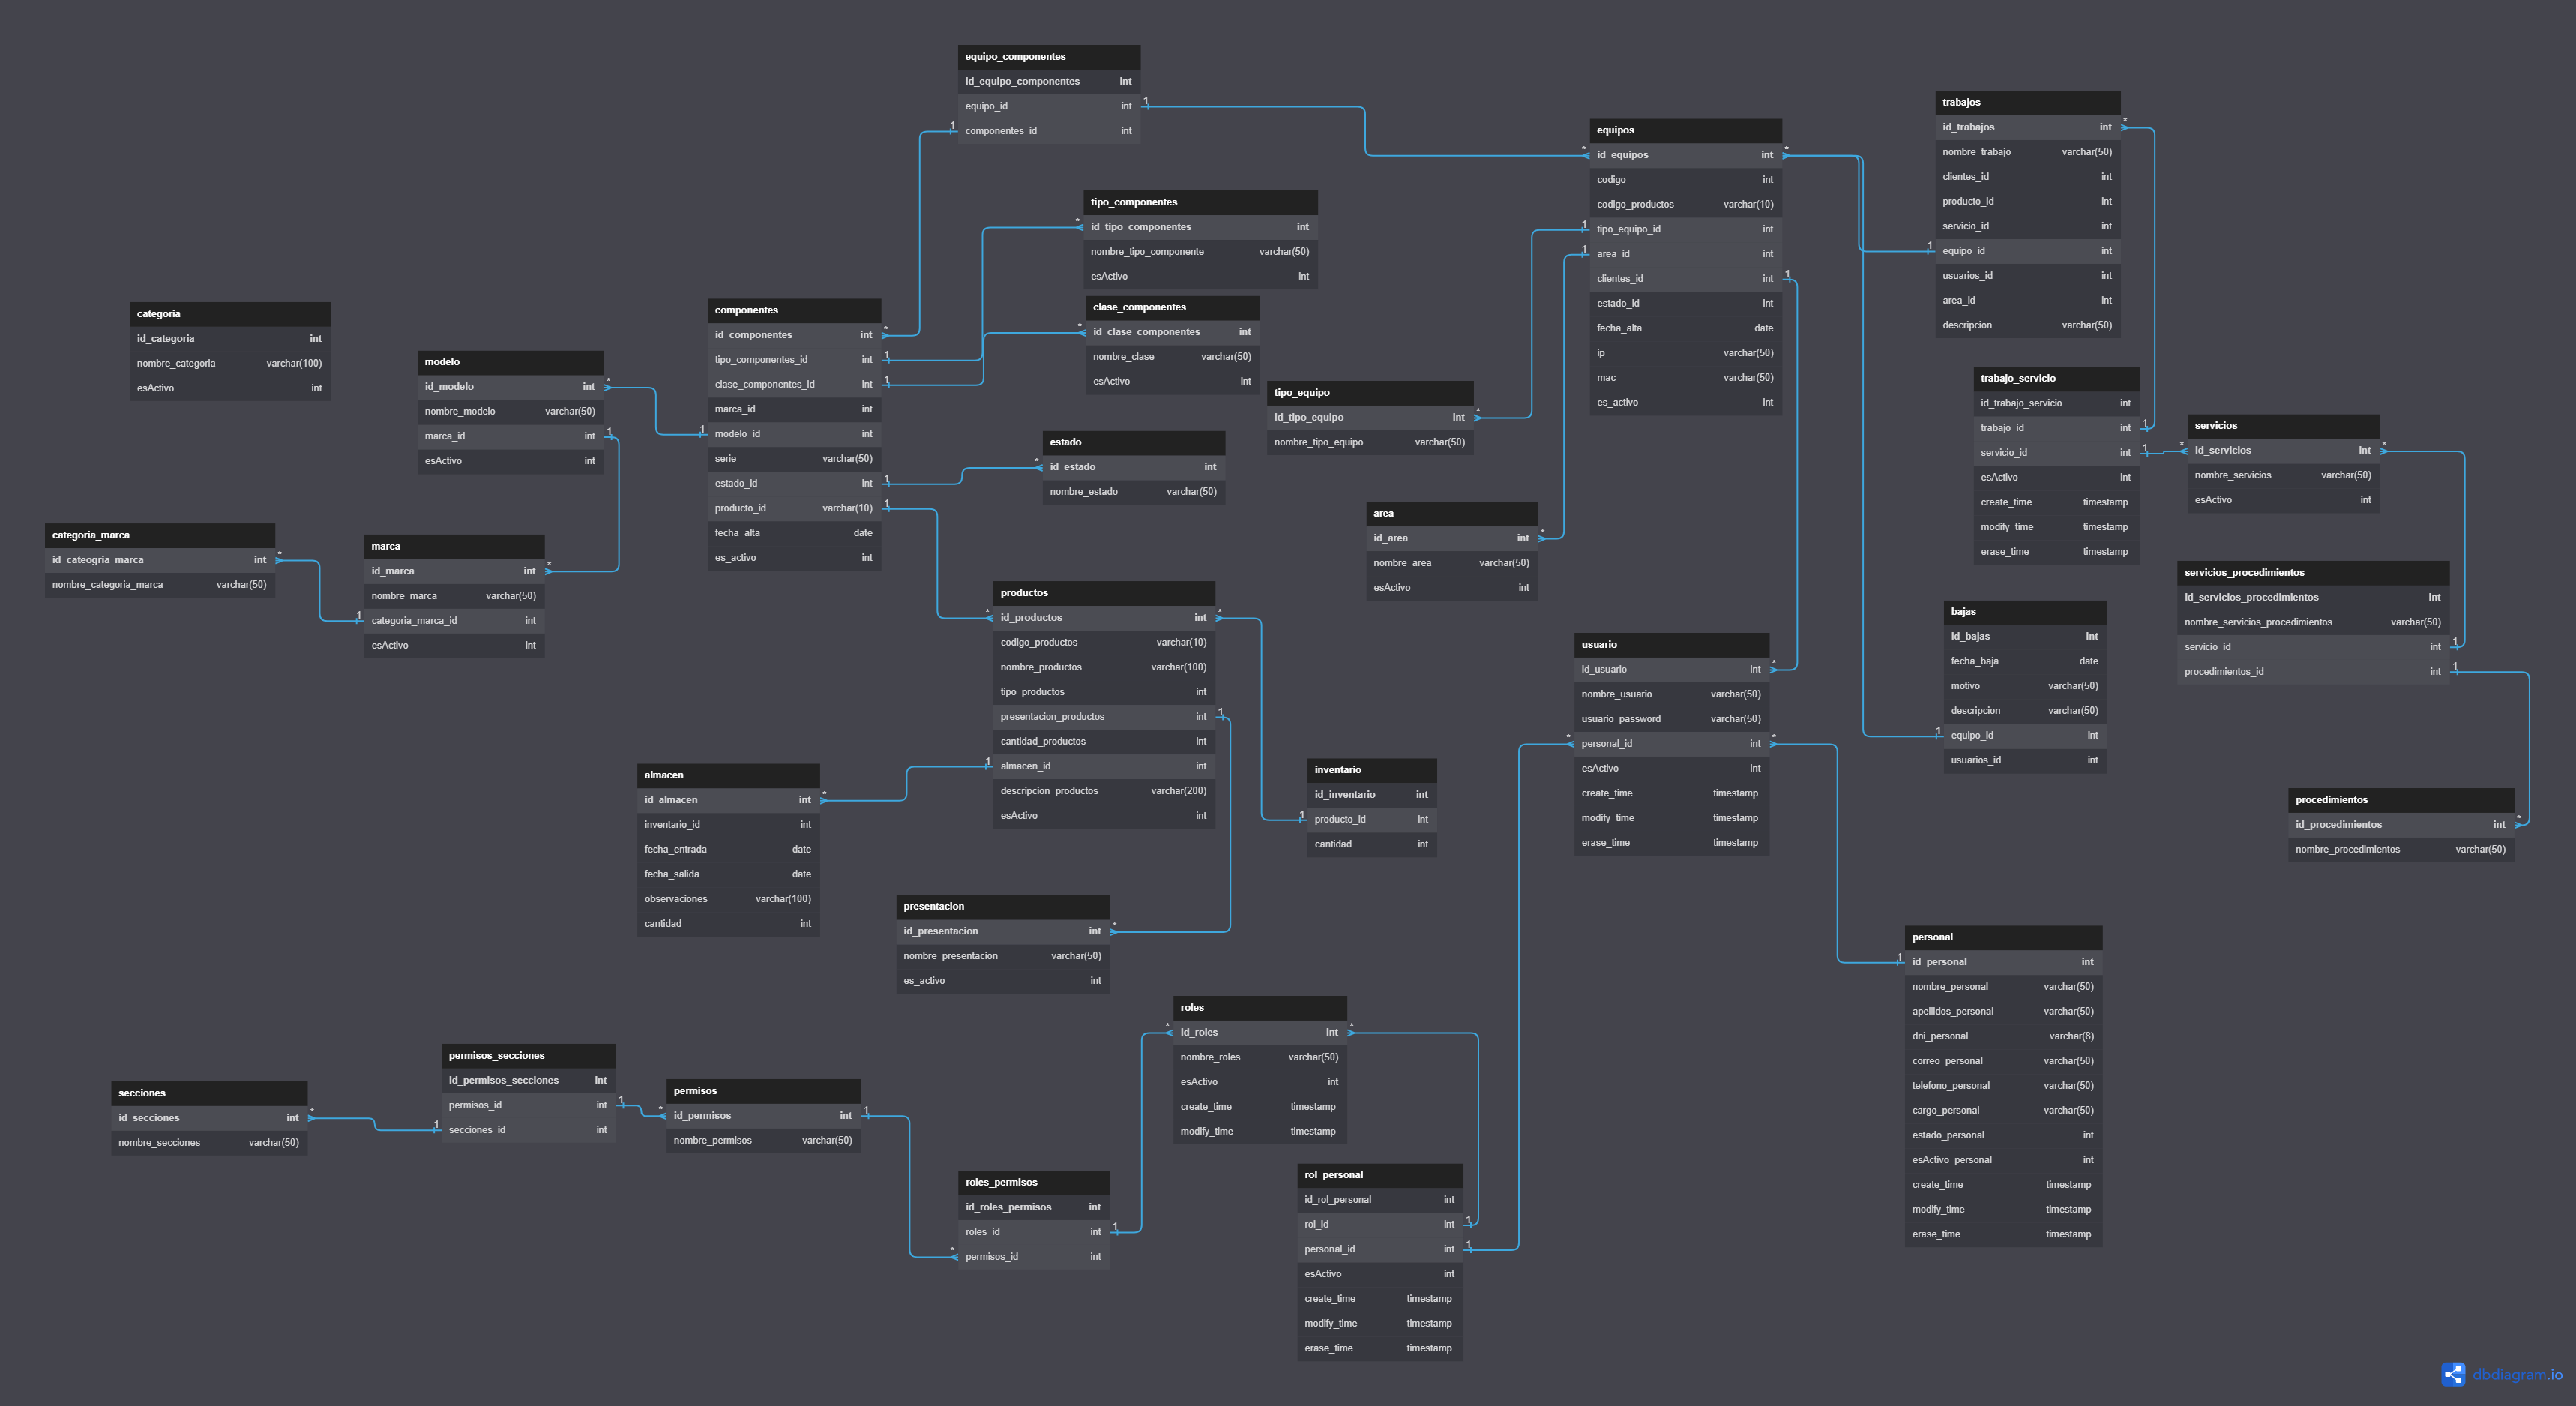 equipo_componentes
id_equipo_componentes int
equipo_id int
componentes_id int
trabajos
id_trabajos int
nombre_trabajo varchar(50)
clientes_id int
producto_id int
servicio_id int
equipo_id int
usuarios_id int
area_id int
descripcion varchar(50)
equipos
id_equipos int
codigo int
codigo_productos varchar(10)
tipo_equipo_id int
area_id int
clientes_id int
estado_id int
fecha_alta date
ip varchar(50)
mac varchar(50)
es_activo int
tipo_componentes
id_tipo_componentes int
nombre_tipo_componente varchar(50)
esActivo int
clase_componentes
id_clase_componentes int
nombre_clase varchar(50)
esActivo int
componentes
id_componentes int
tipo_componentes_id int
clase_componentes_id int
marca_id int
modelo_id int
serie varchar(50)
estado_id int
producto_id varchar(10)
fecha_alta date
es_activo int
categoria
id_categoria int
nombre_categoria varchar(100)
esActivo int
modelo
id_modelo int
nombre_modelo varchar(50)
marca_id int
esActivo int
tipo_equipo
id_tipo_equipo int
nombre_tipo_equipo varchar(50)
trabajo_servicio
id_trabajo_servicio int
trabajo_id int
servicio_id int
esActivo int
create_time timestamp
modify_time timestamp
erase_time timestamp
servicios
id_servicios int
nombre_servicios varchar(50)
esActivo int
estado
id_estado int
nombre_estado varchar(50)
area
id_area int
nombre_area varchar(50)
esActivo int
categoria_marca
id_cateogria_marca int
nombre_categoria_marca varchar(50)
marca
id_marca int
nombre_marca varchar(50)
categoria_marca_id int
esActivo int
servicios_procedimientos
id_servicios_procedimientos int
nombre_servicios_procedimientos varchar(50)
servicio_id int
procedimientos_id int
productos
id_productos int
codigo_productos varchar(10)
nombre_productos varchar(100)
tipo_productos int
presentacion_productos int
cantidad_productos int
almacen_id int
descripcion_productos varchar(200)
esActivo int
bajas
id_bajas int
fecha_baja date
motivo varchar(50)
descripcion varchar(50)
equipo_id int
usuarios_id int
usuario
id_usuario int
nombre_usuario varchar(50)
usuario_password varchar(50)
personal_id int
esActivo int
create_time timestamp
modify_time timestamp
erase_time timestamp
inventario
id_inventario int
producto_id int
cantidad int
almacen
id_almacen int
inventario_id int
fecha_entrada date
fecha_salida date
observaciones varchar(100)
cantidad int
procedimientos
id_procedimientos int
nombre_procedimientos varchar(50)
presentacion
id_presentacion int
nombre_presentacion varchar(50)
es_activo int
personal
id_personal int
nombre_personal varchar(50)
apellidos_personal varchar(50)
dni_personal varchar(8)
correo_personal varchar(50)
telefono_personal varchar(50)
cargo_personal varchar(50)
estado_personal int
esActivo_personal int
create_time timestamp
modify_time timestamp
erase_time timestamp
roles
id_roles int
nombre_roles varchar(50)
esActivo int
create_time timestamp
modify_time timestamp
permisos_secciones
id_permisos_secciones int
permisos_id int
secciones_id int
secciones
id_secciones int
nombre_secciones varchar(50)
permisos
id_permisos int
nombre_permisos varchar(50)
roles_permisos
id_roles_permisos int
roles_id int
permisos_id int
rol_personal
id_rol_personal int
rol_id int
personal_id int
esActivo int
create_time timestamp
modify_time timestamp
erase_time timestamp
dbdiagram.io